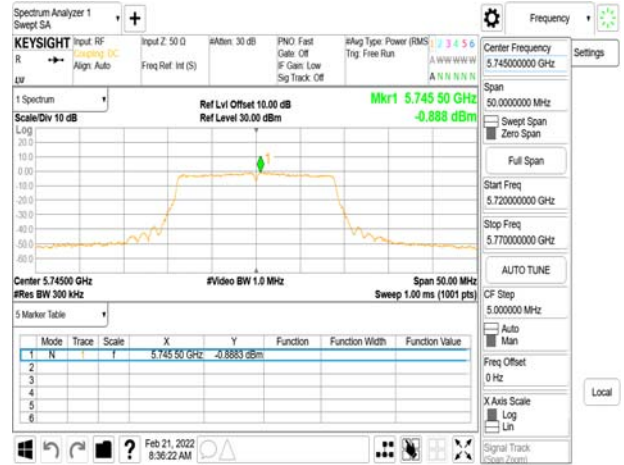 Spectrum Analyzer 1
Swept SA
+
Frequency
KEYSIGHT
Input: RF
Input Z: 50 Ω
#Atten: 30 dB
PNO: Fast
#Avg Type: Power (RMS
1 2 3 4 5 6
R
Coupling: DC
Gate: Off
Trig: Free Run
A W W W W W
Align: Auto
Freq Ref: Int (S)
IF Gain: Low
Sig Track: Off
A N N N N N
Center Frequency
5.745000000 GHz
Settings
Span
50.0000000 MHz
Swept Span
Zero Span
Full Span
Start Freq
5.720000000 GHz
Stop Freq
5.770000000 GHz
AUTO TUNE
CF Step
5.000000 MHz
Auto
Man
Freq Offset
0 Hz
X Axis Scale
Log
Lin
Local
Signal Track
(Span Zoom)
1 Spectrum
Ref Lvl Offset 10.00 dB
Mkr1 5.745 50 GHz
Scale/Div 10 dB
Ref Level 30.00 dBm
-0.888 dBm
Log
20.0
10.0
0.00
-10.0
-20.0
-30.0
-40.0
-50.0
-60.0
1
Center 5.74500 GHz
#Video BW 1.0 MHz
Span 50.00 MHz
#Res BW 300 kHz
Sweep 1.00 ms (1001 pts)
5 Marker Table
Mode Trace Scale X Y Function Function Width Function Value
1 N 1 f 5.745 50 GHz -0.8883 dBm
2
3
4
5
6
?
Feb 21, 2022
8:36:22 AM